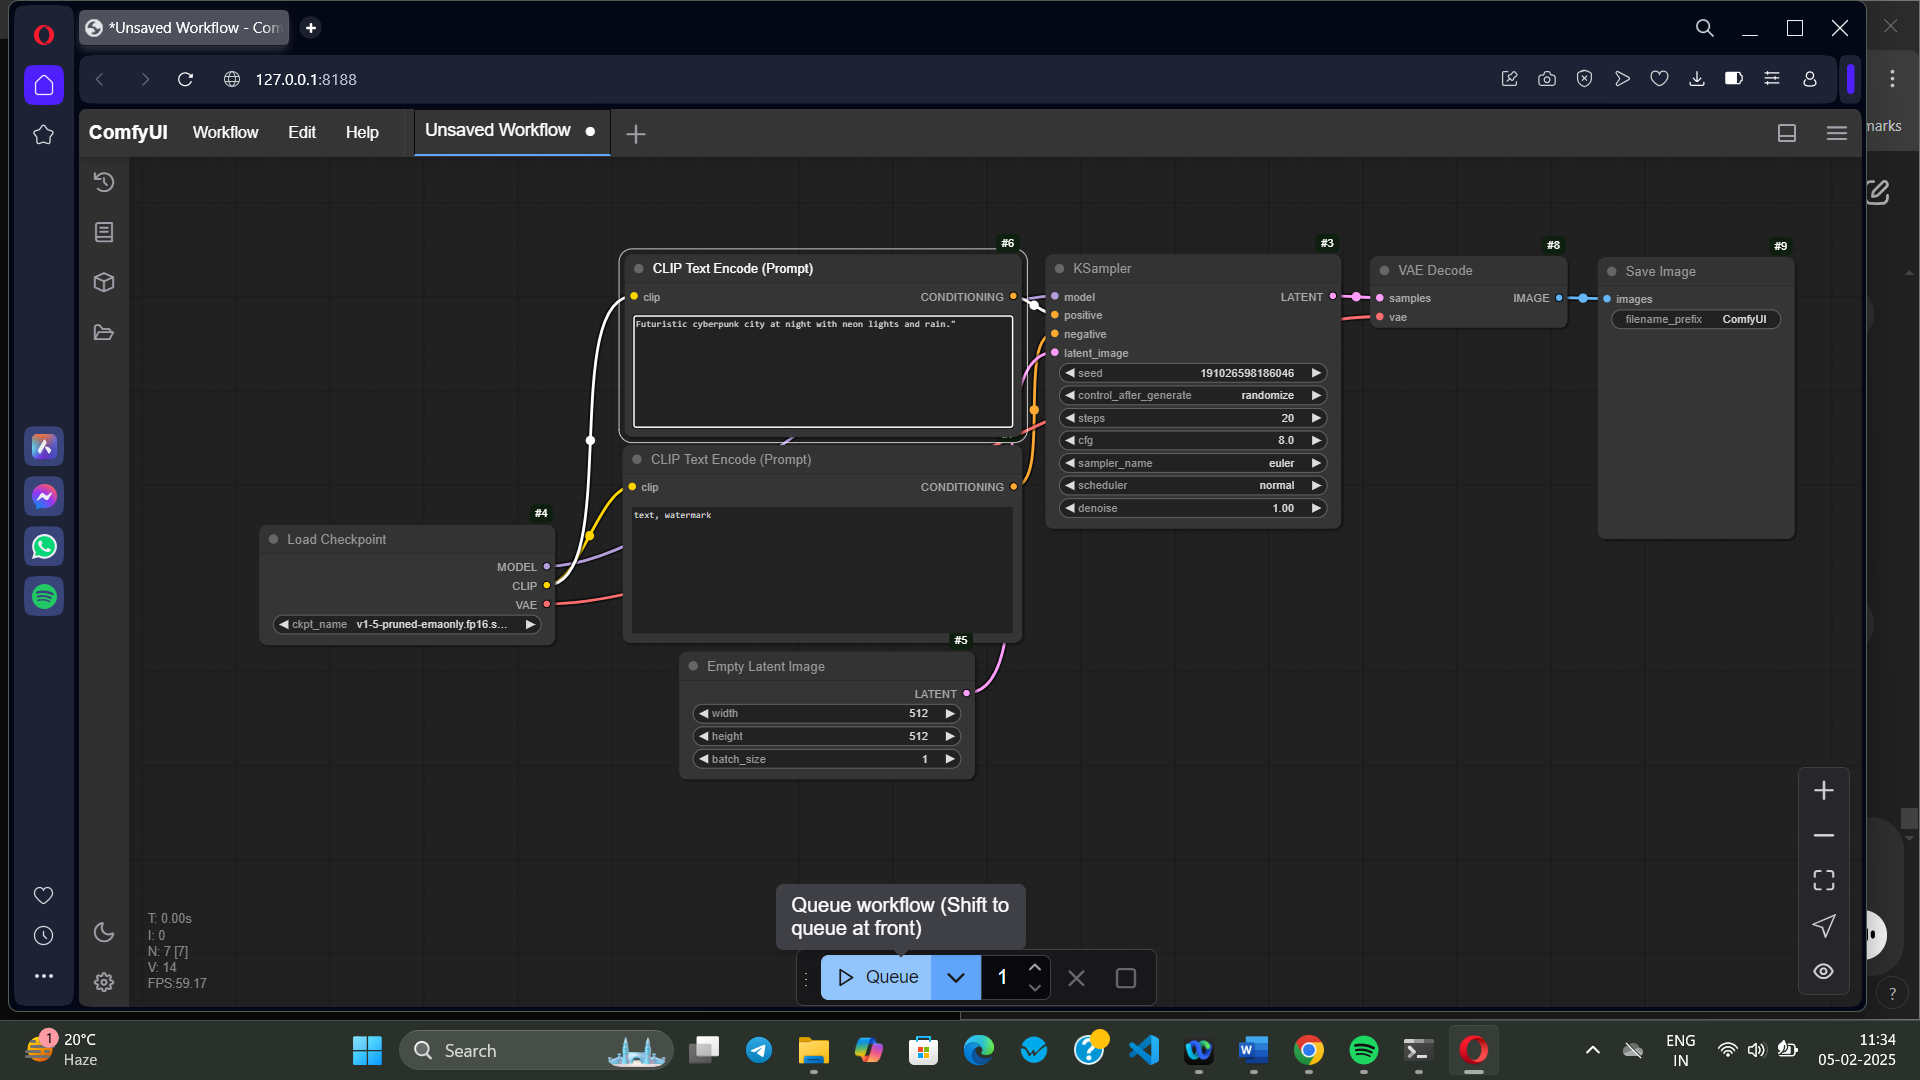 *Unsaved Workflow - Com
127.0.0.1:8188
ComfyUI
Workflow
Edit
Help
Unsaved Workflow
marks
#6
CLIP Text Encode (Prompt)
clip
CONDITIONING
Futuristic cyberpunk city at night with neon lights and rain."
CLIP Text Encode (Prompt)
clip
CONDITIONING
text, watermark
#4
Load Checkpoint
MODEL
CLIP
VAE
ckpt_name v1-5-pruned-emaonly.fp16.s...
#5
Empty Latent Image
LATENT
width 512
height 512
batch_size 1
#3
KSampler
model
LATENT
positive
negative
latent_image
seed 191026598186046
control_after_generate randomize
steps 20
cfg 8.0
sampler_name euler
scheduler normal
denoise 1.00
#8
VAE Decode
samples
IMAGE
vae
#9
Save Image
images
filename_prefix ComfyUI
T: 0.00s
I: 0
N: 7 [7]
V: 14
FPS:59.17
Queue workflow (Shift to
queue at front)
Queue
1
?
1
20°C
Haze
Search
ENG
IN
11:34
05-02-2025